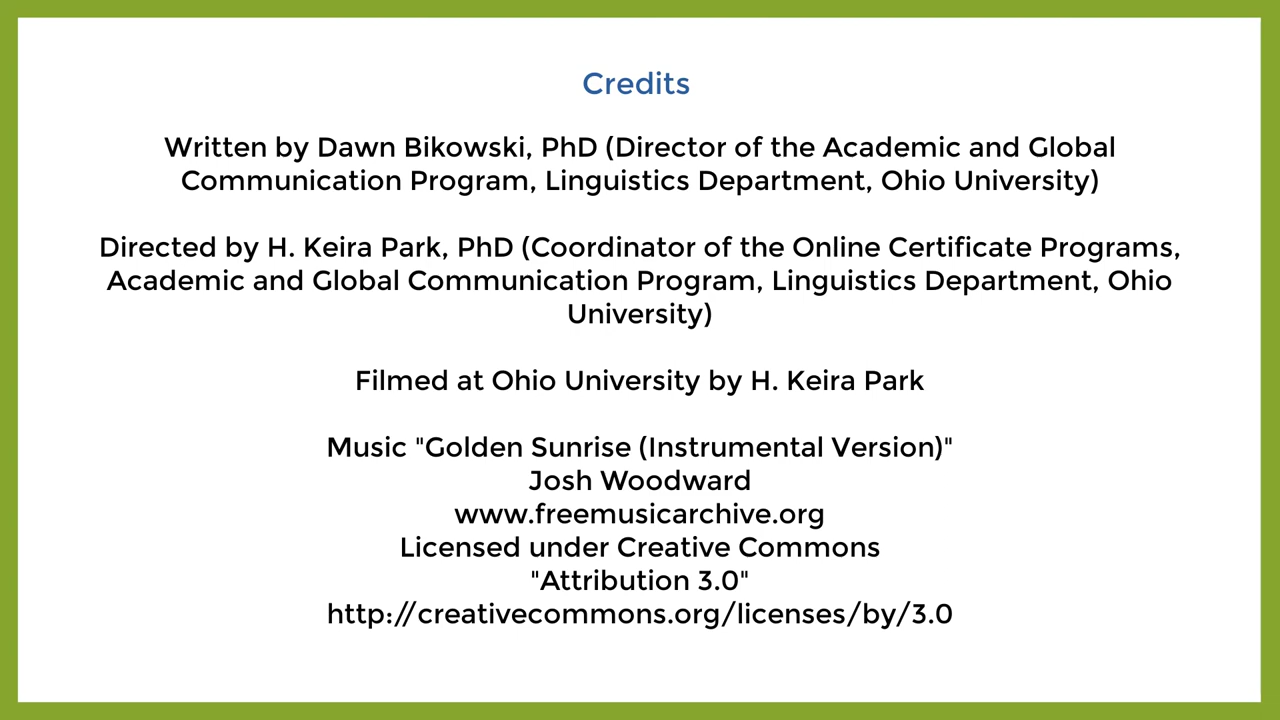 Credits
Written by Dawn Bikowski, PhD (Director of the Academic and Global
Communication Program, Linguistics Department, Ohio University)
Directed by H. Keira Park, PhD (Coordinator of the Online Certificate Programs,
Academic and Global Communication Program, Linguistics Department, Ohio
University)
Filmed at Ohio University by H. Keira Park
Music "Golden Sunrise (Instrumental Version)"
Josh Woodward
www.freemusicarchive.org
Licensed under Creative Commons
"Attribution 3.0"
http://creativecommons.org/licenses/by/3.0